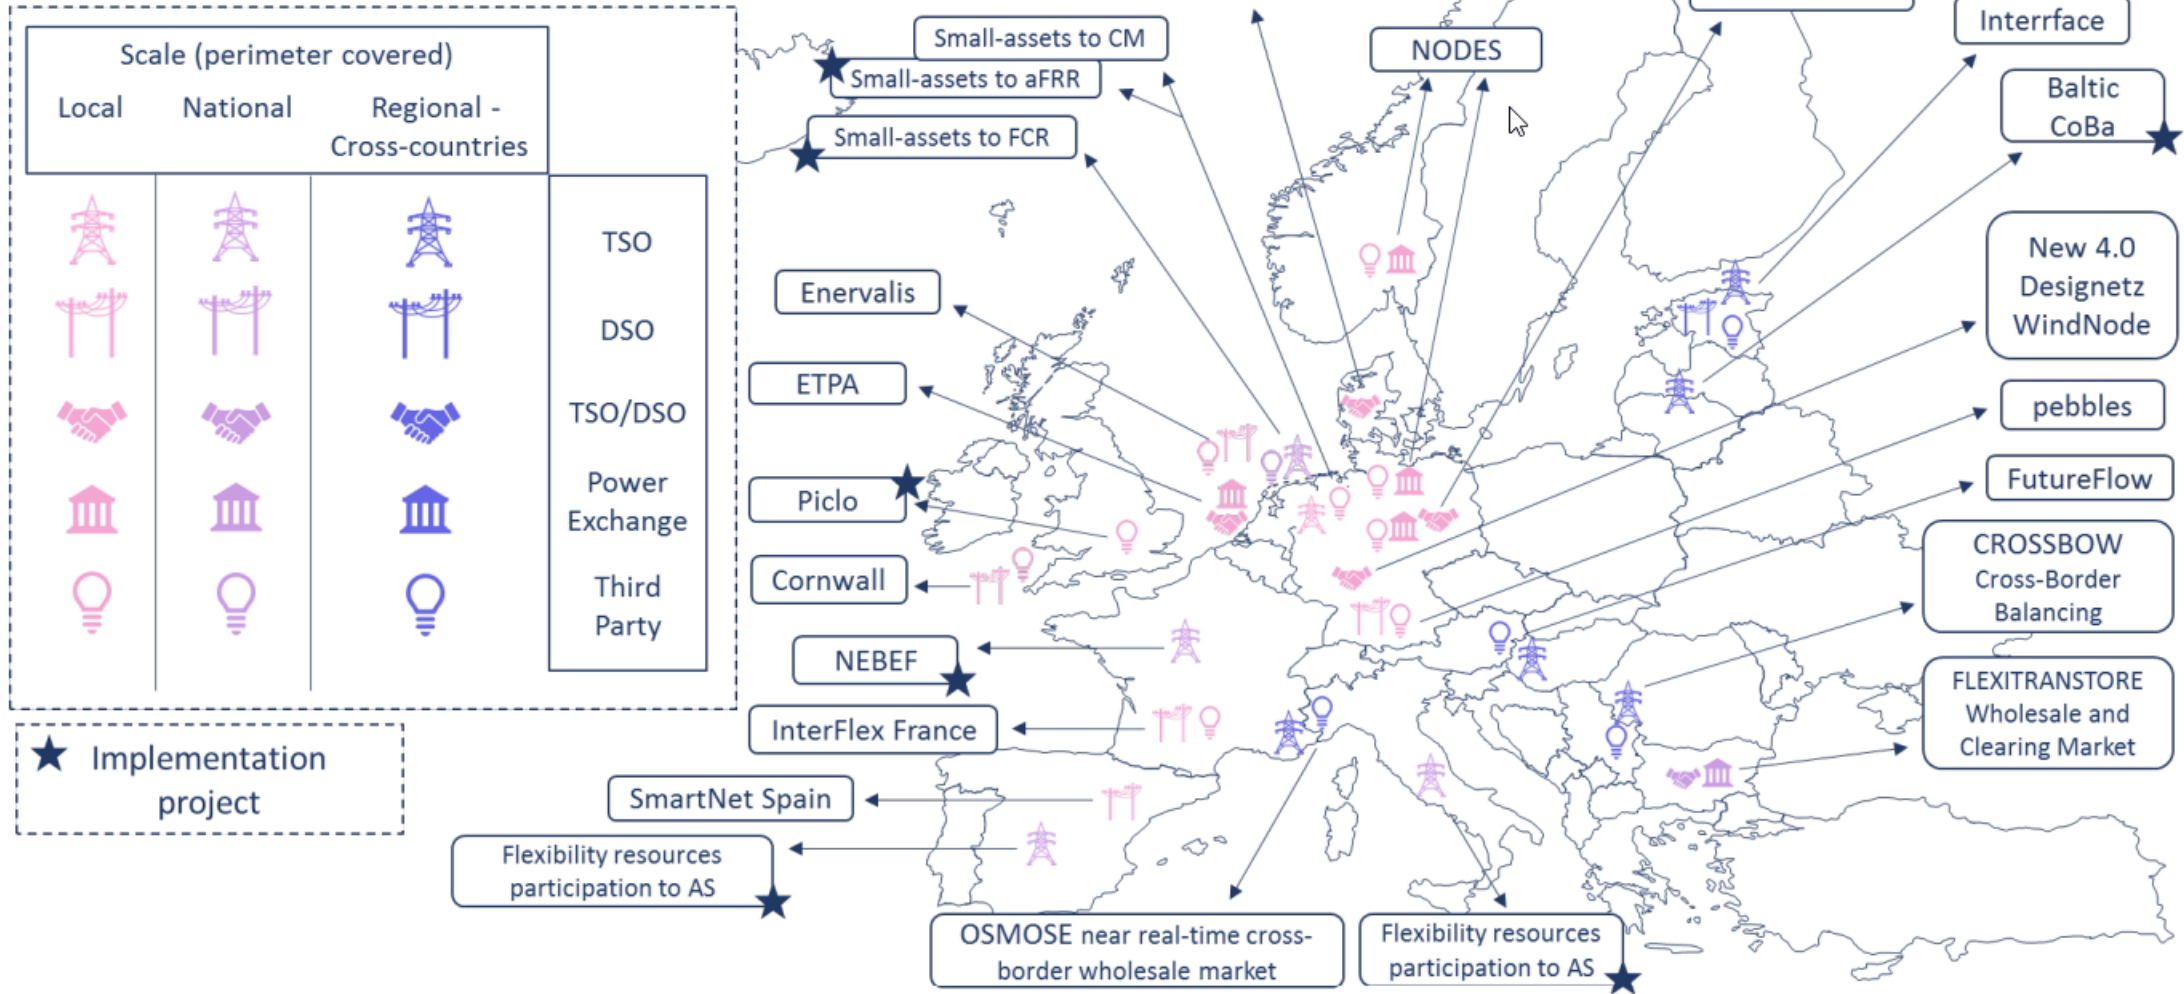 Scale (perimeter covered)
Local
National
Regional -
Cross-countries
TSO
DSO
TSO/DSO
Power
Exchange
Third
Party
Implementation
project
Small-assets to CM
Small-assets to aFRR
Small-assets to FCR
NODES
Interrface
Baltic
CoBa
Enervalis
ETPA
Piclo
Cornwall
NEBEF
InterFlex France
SmartNet Spain
Flexibility resources
participation to AS
OSMOSE near real-time cross-
border wholesale market
Flexibility resources
participation to AS
New 4.0
Designetz
WindNode
pebbles
FutureFlow
CROSSBOW
Cross-Border
Balancing
FLEXITRANSTORE
Wholesale and
Clearing Market